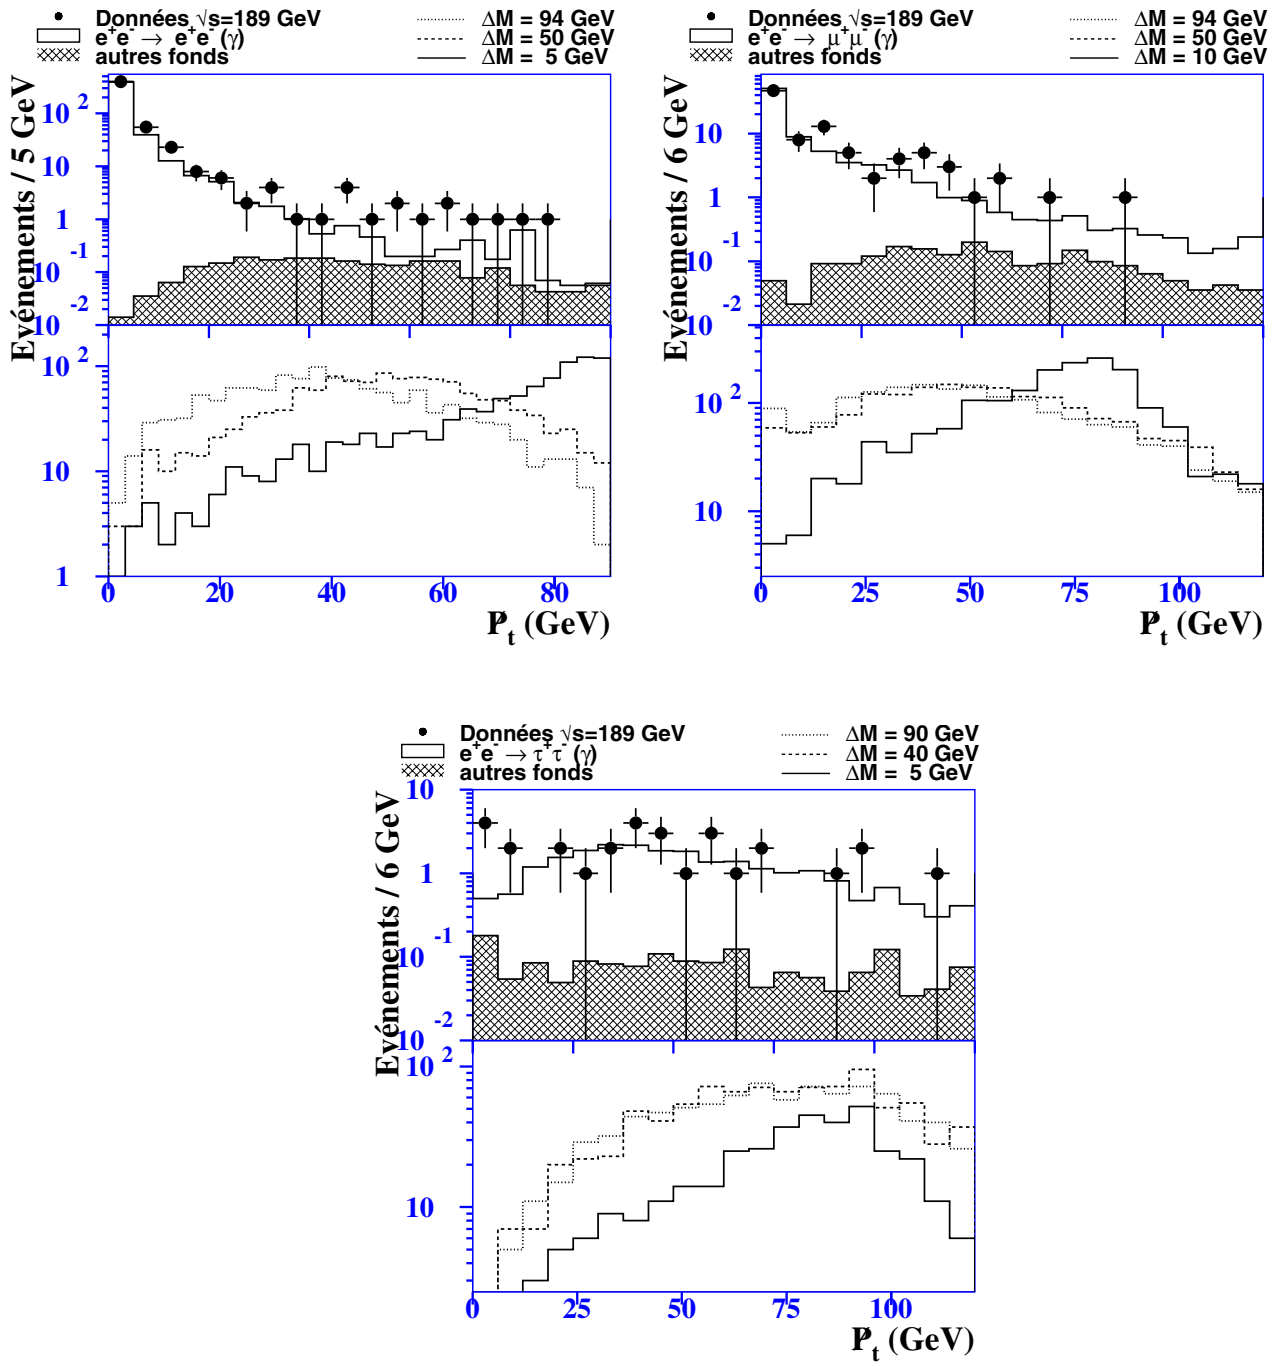 Données √s=189 GeV
e⁺e⁻ → e⁺e⁻(γ)
autres fonds
ΔM = 94 GeV
ΔM = 50 GeV
ΔM = 5 GeV
Evénements / 5 GeV
10²
10
1
10⁻¹
10⁻²
10²
10
1
0 20 40 60 80
P̸t (GeV)
Données √s=189 GeV
e⁺e⁻ → μ⁺μ⁻(γ)
autres fonds
ΔM = 94 GeV
ΔM = 50 GeV
ΔM = 10 GeV
Evénements / 6 GeV
10
1
10⁻¹
10⁻²
10²
10
0 25 50 75 100
P̸t (GeV)
Données √s=189 GeV
e⁺e⁻ → τ⁺τ⁻(γ)
autres fonds
ΔM = 90 GeV
ΔM = 40 GeV
ΔM = 5 GeV
Evénements / 6 GeV
10
1
10⁻¹
10⁻²
10²
10
0 25 50 75 100
P̸t (GeV)